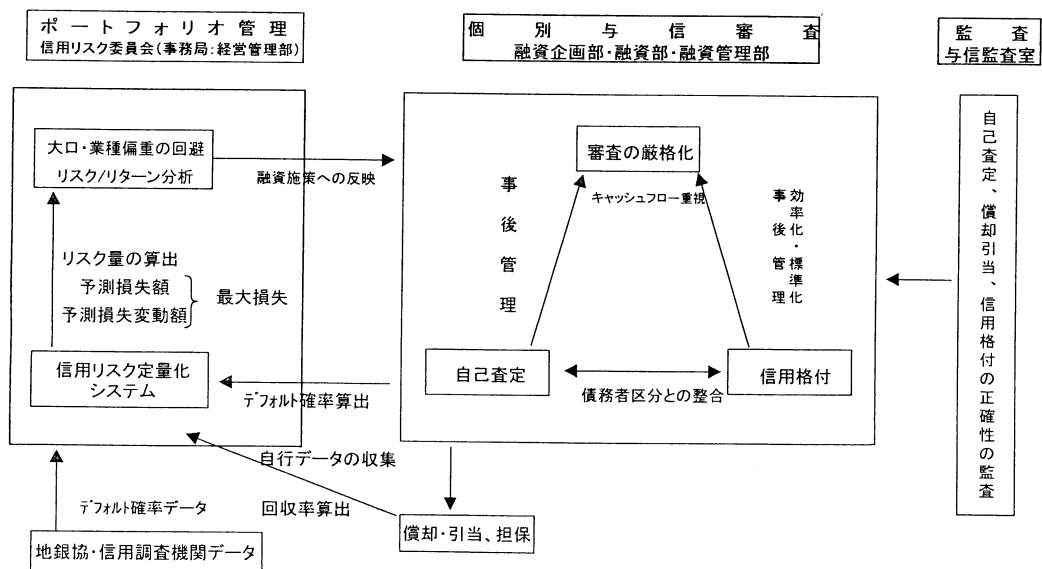 ポートフォリオ管理
信用リスク委員会(事務局:経営管理部)
個別与信審査
融資企画部・融資部・融資管理部
監査
与信監査室
大口・業種偏重の回避
リスク/リターン分析
融資施策への反映
リスク量の算出
予測損失額
予測損失変動額
最大損失
信用リスク定量化
システム
デフォルト確率算出
審査の厳格化
キャッシュフロー重視
事後管理
効率化・標準化
事後管理
自己査定
信用格付
債務者区分との整合
自己査定、償却引当、信用格付の正確性の監査
自行データの収集
回収率算出
デフォルト確率データ
償却・引当、担保
地銀協・信用調査機関データ